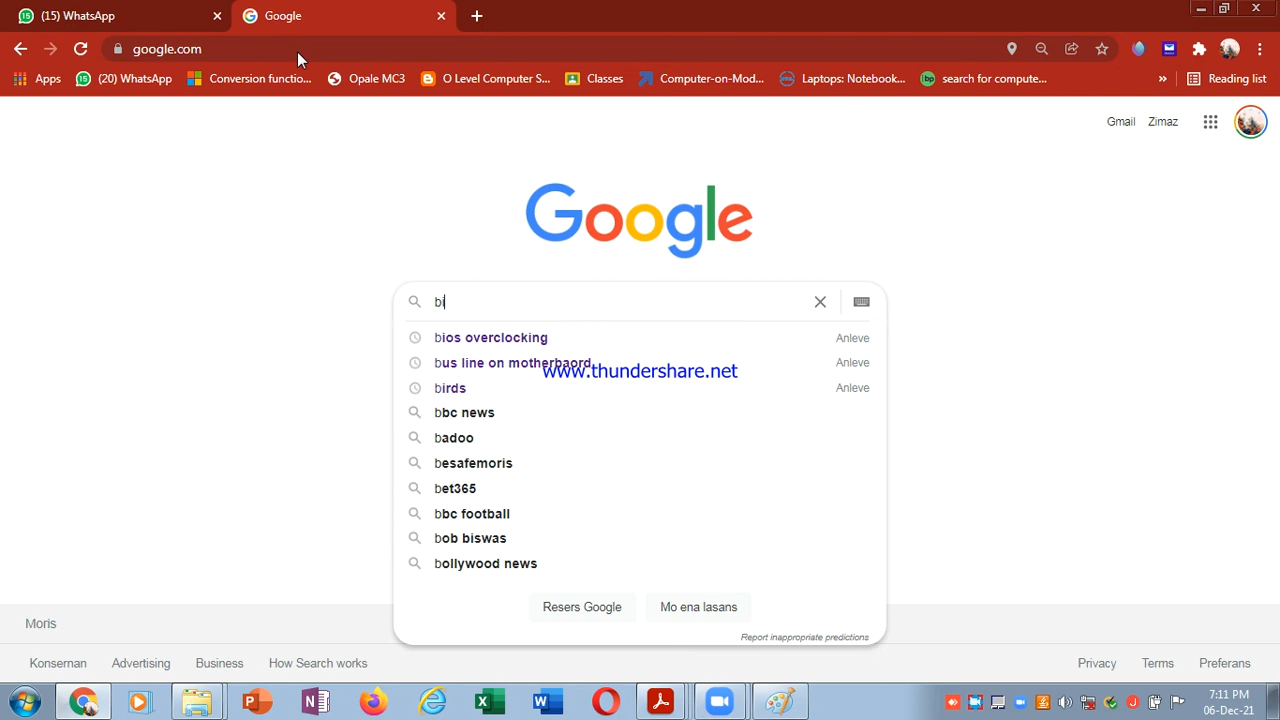 (15) WhatsApp
Google
google.com
Apps
(20) WhatsApp
Conversion functio...
Opale MC3
O Level Computer S...
Classes
Computer-on-Mod...
Laptops: Notebook...
search for compute...
»
Reading list
Gmail
Zimaz
Google
bi
bios overclocking
Anleve
bus line on motherbaord
Anleve
www.thundershare.net
birds
Anleve
bbc news
badoo
besafemoris
bet365
bbc football
bob biswas
bollywood news
Resers Google
Mo ena lasans
Report inappropriate predictions
Moris
Konsernan
Advertising
Business
How Search works
Privacy
Terms
Preferans
7:11 PM
06-Dec-21